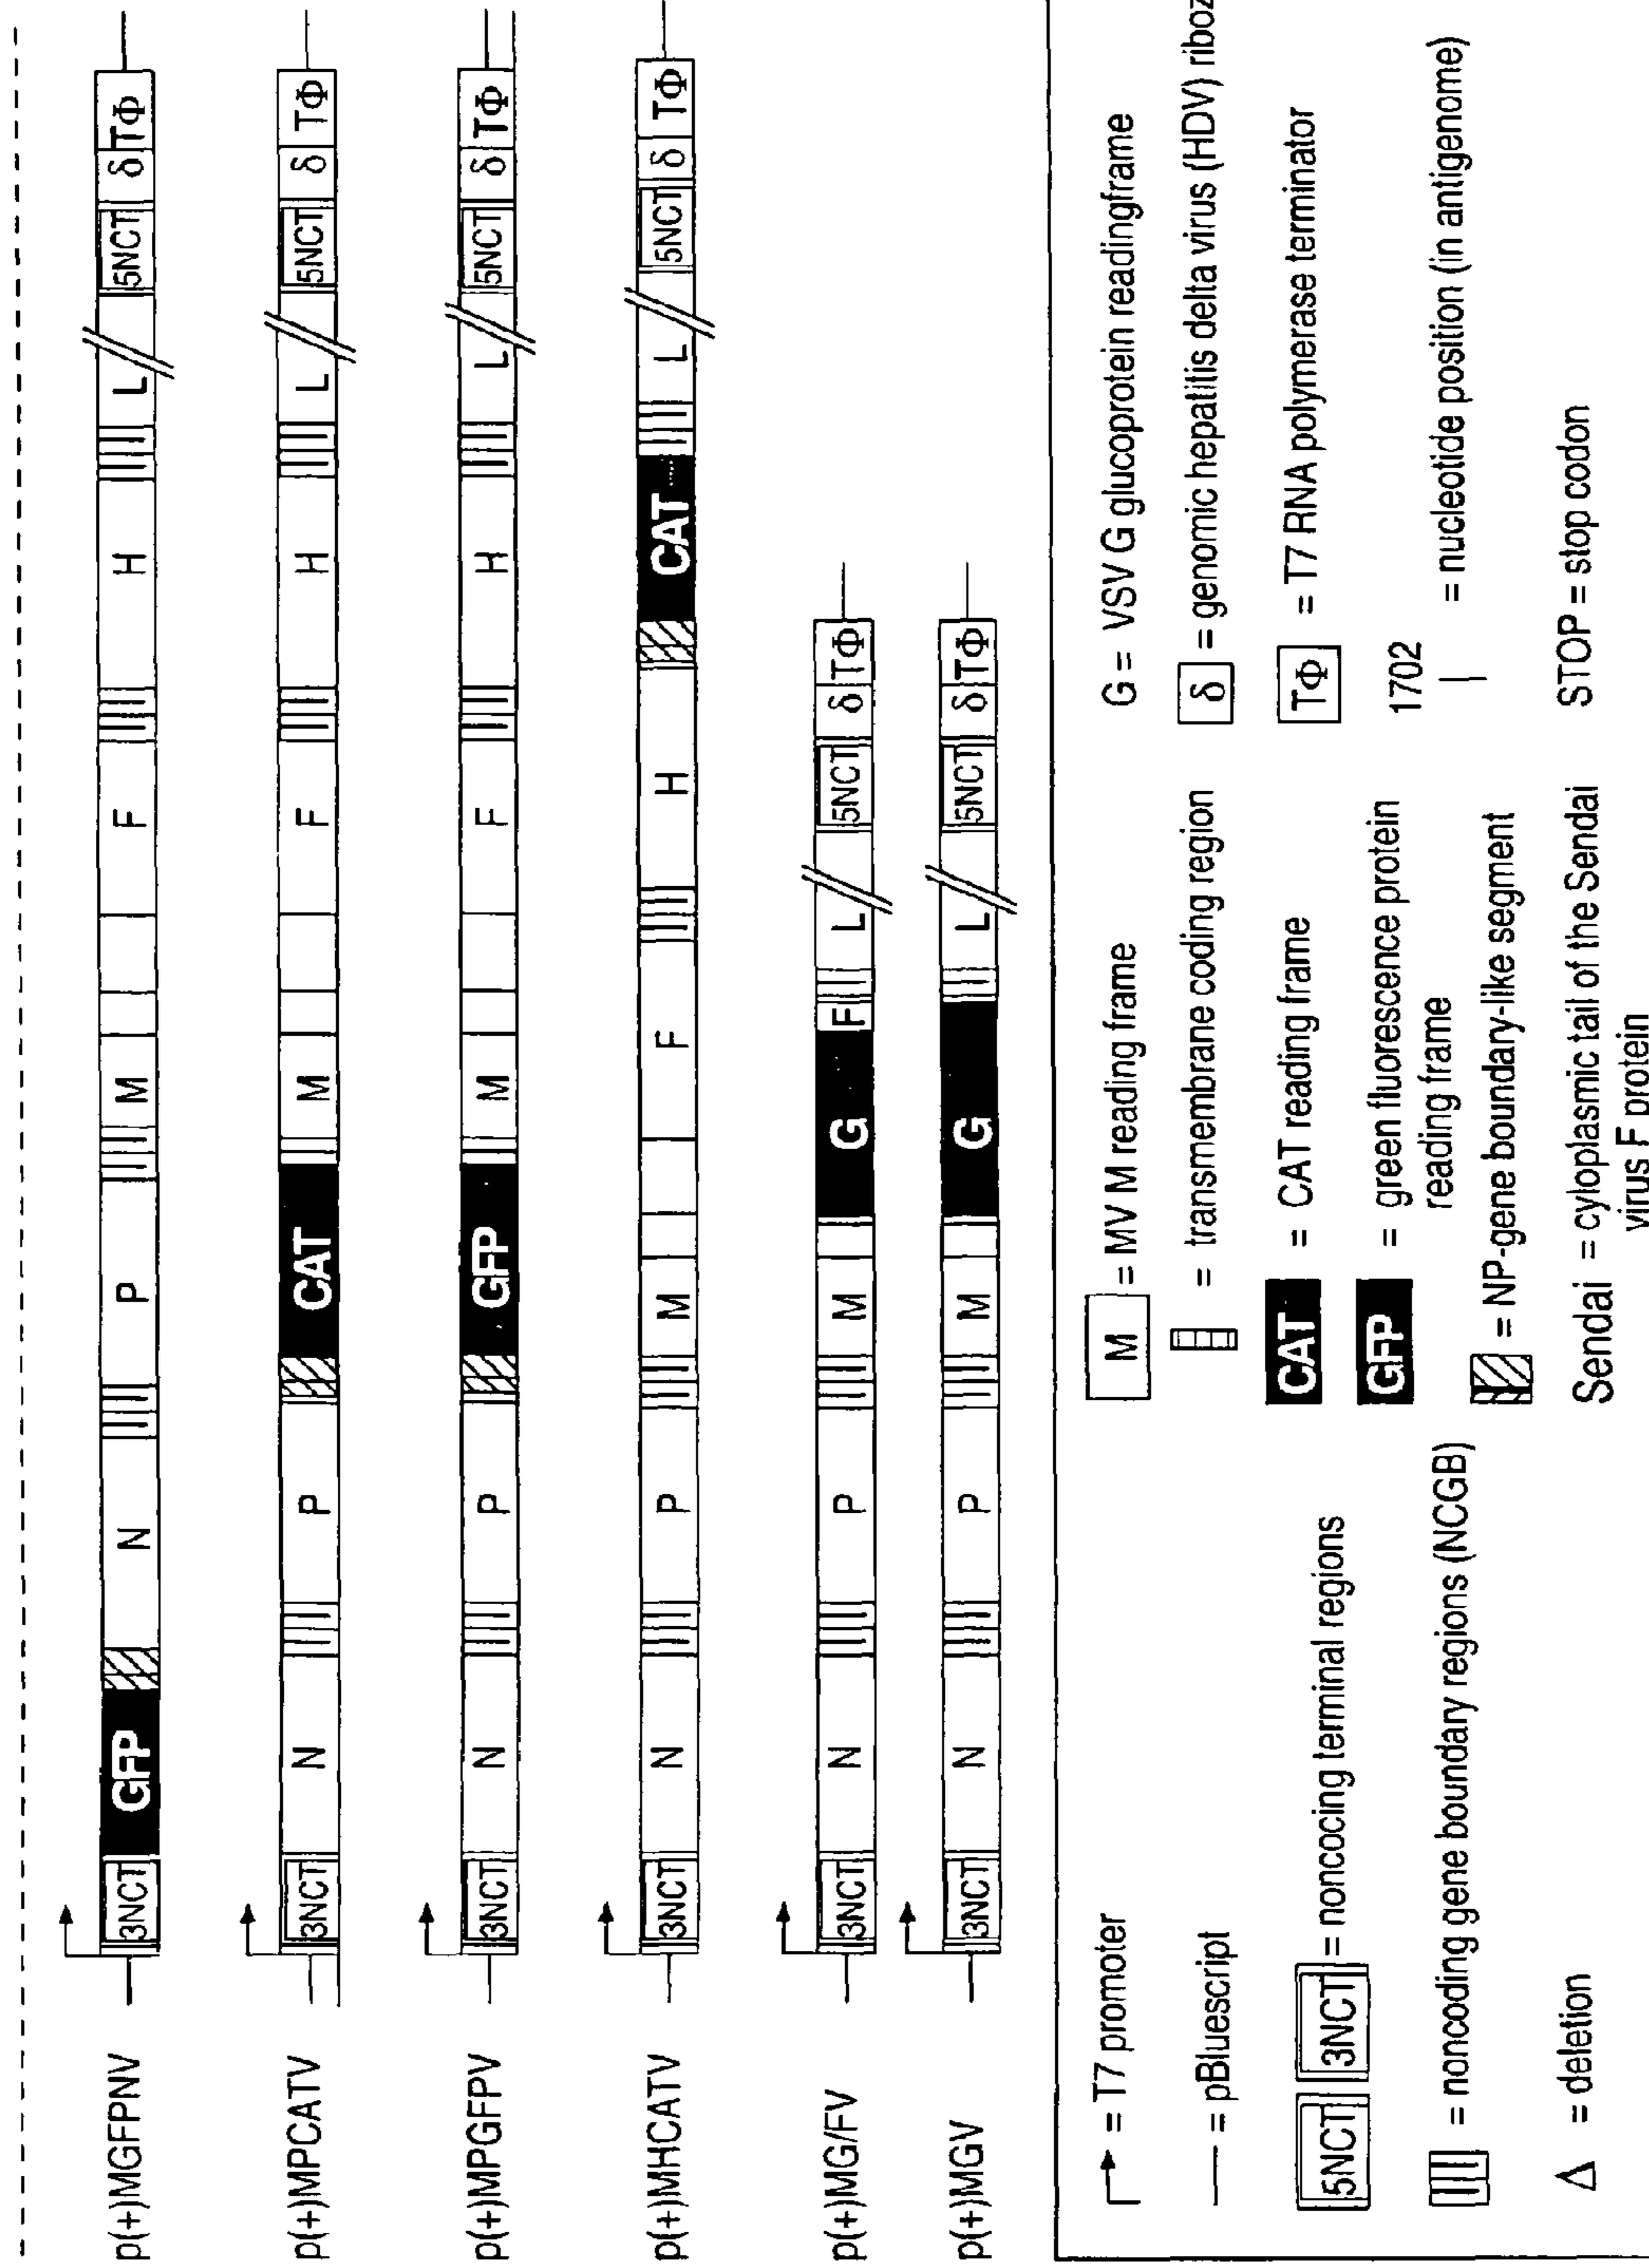 p(+)MGFPNV 3NCT GFP N P M F H L 5NCT δ TΦ
p(+)MPCATV 3NCT N P CAT M F H L 5NCT δ TΦ
p(+)MPGFPV 3NCT N P GFP M F H L 5NCT δ TΦ
p(+)MHCATV 3NCT N P M F H CAT L 5NCT δ TΦ
p(+)MG/FV 3NCT N P M G F L 5NCT δ TΦ
p(+)MGV 3NCT N P M G L 5NCT δ TΦ
= T7 promoter
= pBluescript
5NCT 3NCT = noncocing terminal regions
= noncoding gene boundary regions (NCGB)
Δ = deletion
M = MV M reading frame
= transmembrane coding region
CAT = CAT reading frame
GFP = green fluorescence protein
reading frame
= NP-gene boundary-like segment
Sendai = cyloplasmic tail of the Sendai
virus F protein
G = VSV G glucoprotein readingframe
δ = genomic hepatitis delta virus (HDV) riboz
TΦ = T7 RNA polymerase terminator
1702
= nucleotide position (in antigenome)
STOP = stop codon